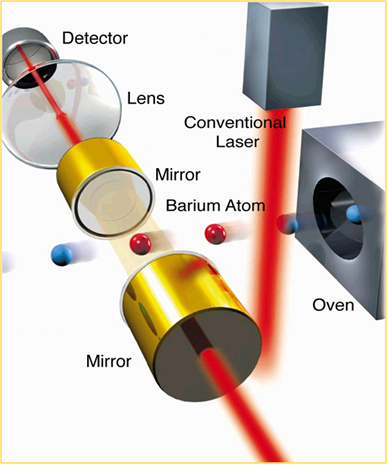 Detector
Lens
Conventional
Laser
Mirror
Barium Atom
Oven
Mirror